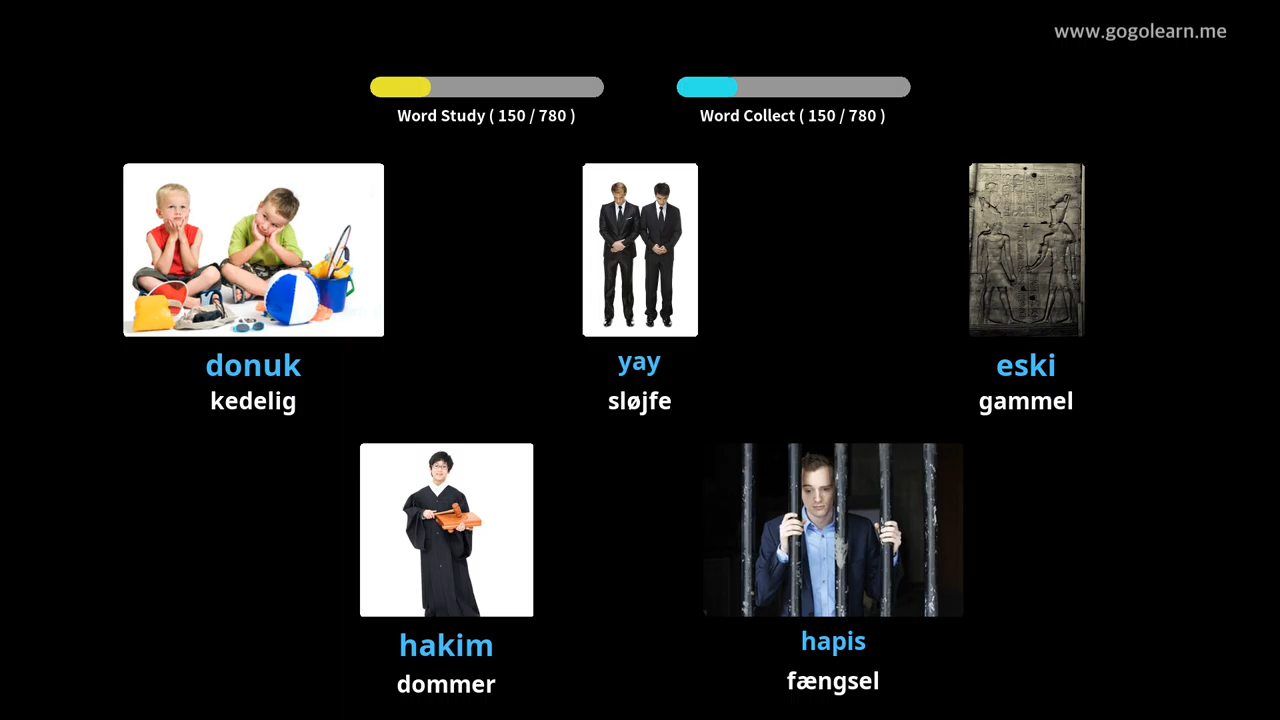 www.gogolearn.me
Word Study ( 150 / 780 )
Word Collect ( 150 / 780 )
donuk
kedelig
yay
sløjfe
eski
gammel
hakim
dommer
hapis
fængsel